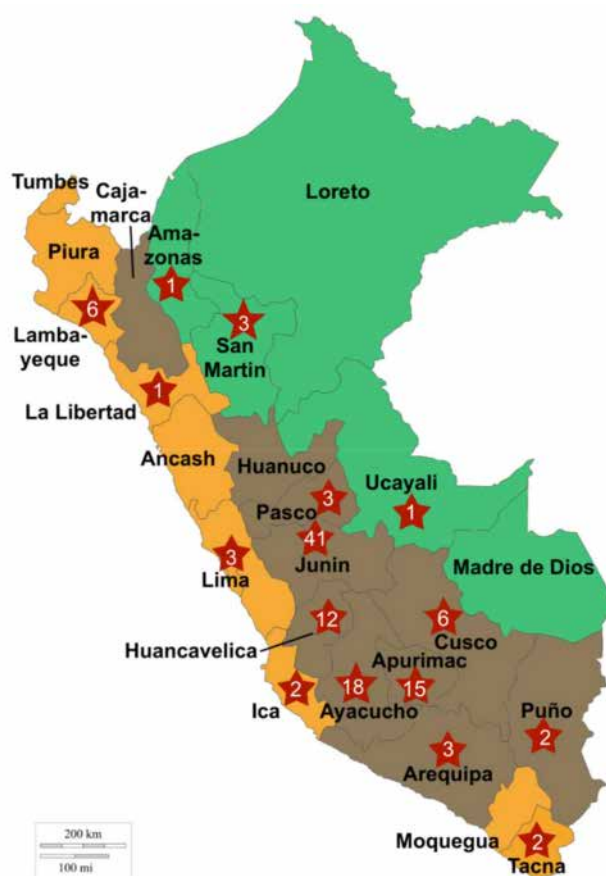 Loreto
Tumbes
Caja-
marca
Piura
Ama-
zonas
1
6
3
Lamba-
yeque
San
Martin
1
La Libertad
Ancash
Huanuco
Ucayali
3
Pasco
1
41
Junin
3
Lima
Madre de Dios
12
6
Huancavelica
Cusco
Apurimac
18
15
2
Ica
Ayacucho
Puño
2
3
Arequipa
Moquegua
2
Tacna
200 km
100 mi